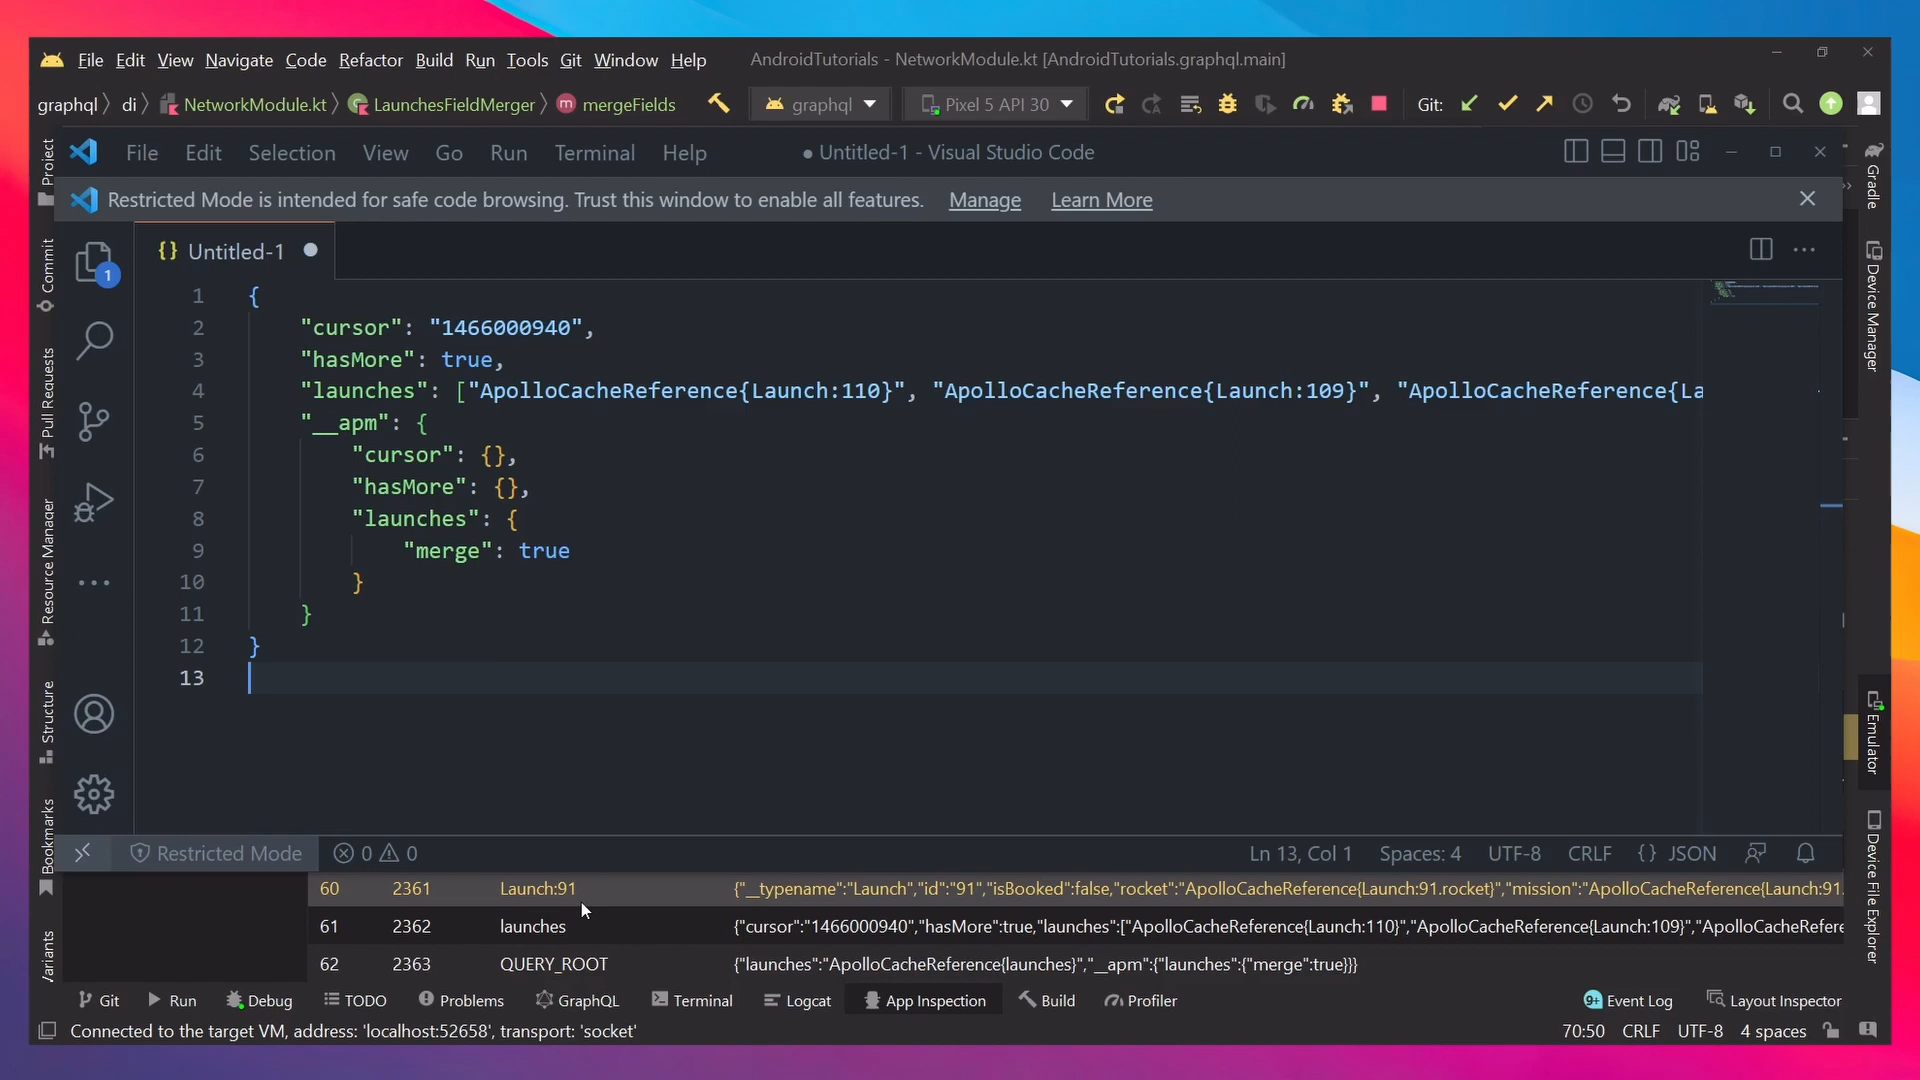 File Edit View Navigate Code Refactor Build Run Tools Git Window Help AndroidTutorials - NetworkModule.kt [AndroidTutorials.graphql.main]
graphql di NetworkModule.kt LaunchesFieldMerger mergeFields graphql Pixel 5 API 30 Git:
File Edit Selection View Go Run Terminal Help ● Untitled-1 - Visual Studio Code
Restricted Mode is intended for safe code browsing. Trust this window to enable all features. Manage Learn More
{} Untitled-1
1
1 {
2 "cursor": "1466000940",
3 "hasMore": true,
4 "launches": ["ApolloCacheReference{Launch:110}", "ApolloCacheReference{Launch:109}", "ApolloCacheReference{La
5 "__apm": {
6 "cursor": {},
7 "hasMore": {},
8 "launches": {
9 "merge": true
10 }
11 }
12 }
13
Restricted Mode 0 0 Ln 13, Col 1 Spaces: 4 UTF-8 CRLF {} JSON
60 2361 Launch:91 {"__typename":"Launch","id":"91","isBooked":false,"rocket":"ApolloCacheReference{Launch:91.rocket}","mission":"ApolloCacheReference{Launch:91.
61 2362 launches {"cursor":"1466000940","hasMore":true,"launches":["ApolloCacheReference{Launch:110}","ApolloCacheReference{Launch:109}","ApolloCacheRefere
62 2363 QUERY_ROOT {"launches":"ApolloCacheReference{launches}","__apm":{"launches":{"merge":true}}}
Git Run Debug TODO Problems GraphQL Terminal Logcat App Inspection Build Profiler 9+ Event Log Layout Inspector
Connected to the target VM, address: 'localhost:52658', transport: 'socket' 70:50 CRLF UTF-8 4 spaces
Project
Commit
Pull Requests
Resource Manager
Structure
Bookmarks
Variants
Gradle
Device Manager
Emulator
Device File Explorer